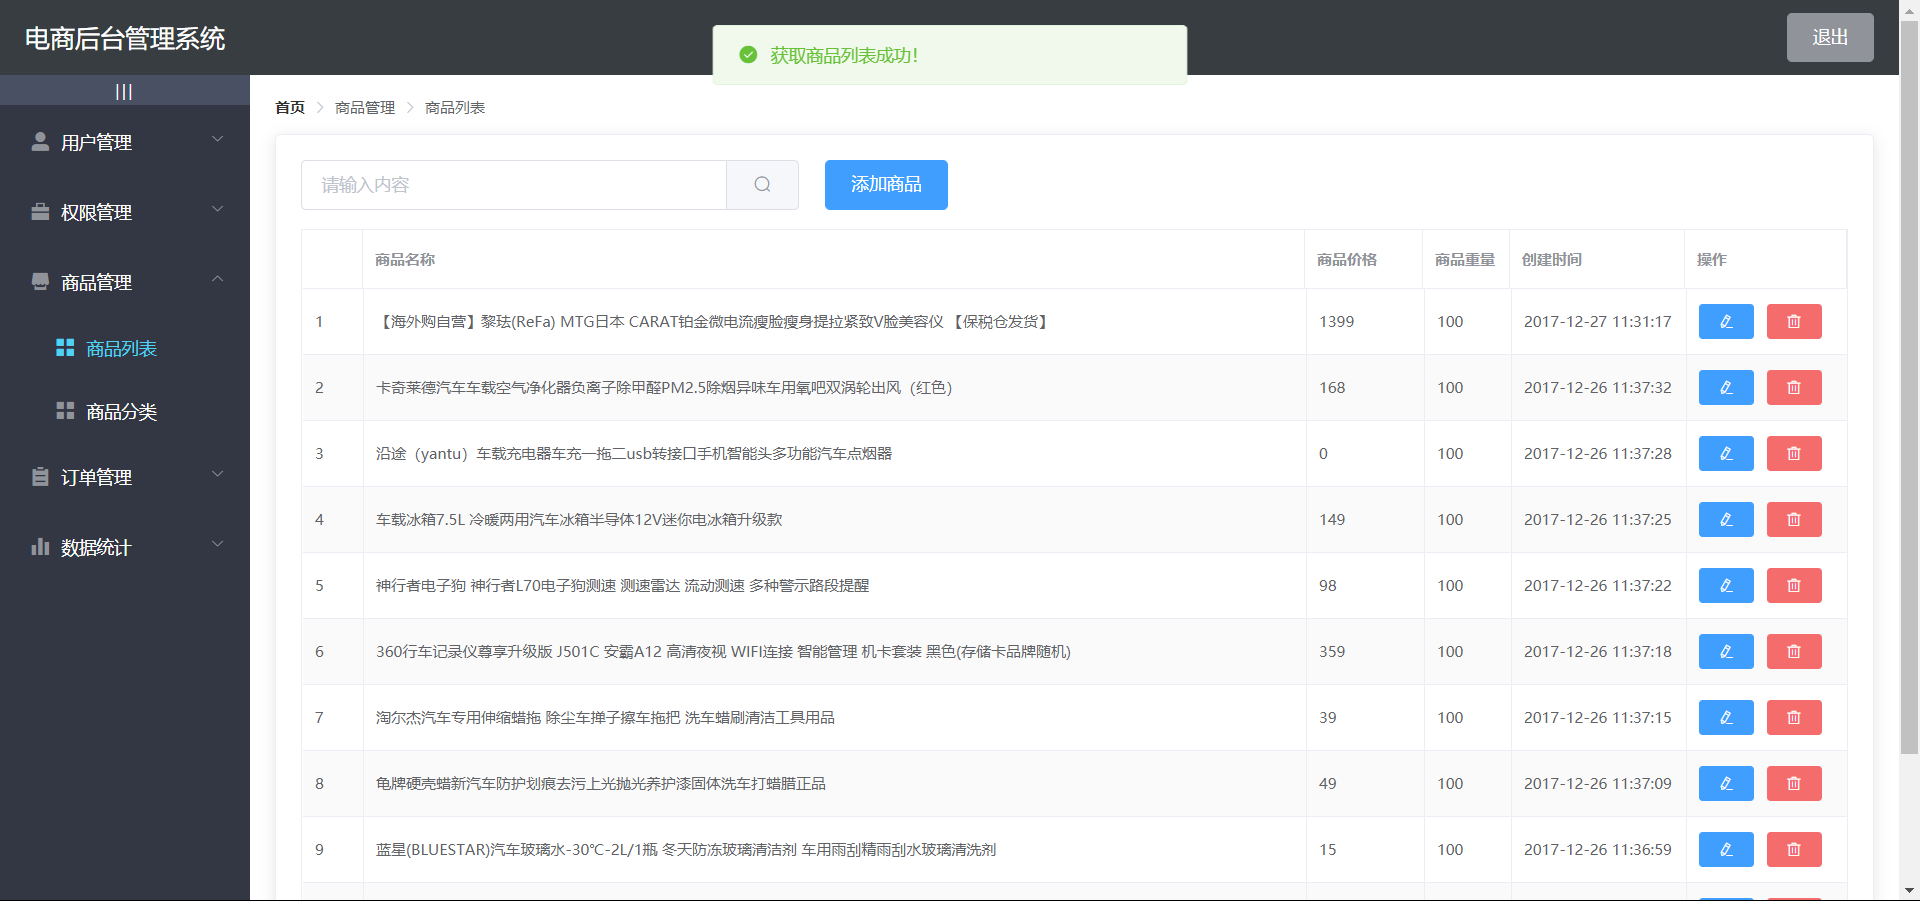 电商后台管理系统
获取商品列表成功!
退出
|||
首页 > 商品管理 > 商品列表
用户管理
权限管理
商品管理
商品列表
商品分类
订单管理
数据统计
请输入内容
添加商品
商品名称 商品价格 商品重量 创建时间 操作
1 【海外购自营】黎珐(ReFa) MTG日本 CARAT铂金微电流瘦脸瘦身提拉紧致V脸美容仪 【保税仓发货】 1399 100 2017-12-27 11:31:17
2 卡奇莱德汽车车载空气净化器负离子除甲醛PM2.5除烟异味车用氧吧双涡轮出风（红色） 168 100 2017-12-26 11:37:32
3 沿途（yantu）车载充电器车充一拖二usb转接口手机智能头多功能汽车点烟器 0 100 2017-12-26 11:37:28
4 车载冰箱7.5L 冷暖两用汽车冰箱半导体12V迷你电冰箱升级款 149 100 2017-12-26 11:37:25
5 神行者电子狗 神行者L70电子狗测速 测速雷达 流动测速 多种警示路段提醒 98 100 2017-12-26 11:37:22
6 360行车记录仪尊享升级版 J501C 安霸A12 高清夜视 WIFI连接 智能管理 机卡套装 黑色(存储卡品牌随机) 359 100 2017-12-26 11:37:18
7 淘尔杰汽车专用伸缩蜡拖 除尘车掸子擦车拖把 洗车蜡刷清洁工具用品 39 100 2017-12-26 11:37:15
8 龟牌硬壳蜡新汽车防护划痕去污上光抛光养护漆固体洗车打蜡腊正品 49 100 2017-12-26 11:37:09
9 蓝星(BLUESTAR)汽车玻璃水-30℃-2L/1瓶 冬天防冻玻璃清洁剂 车用雨刮精雨刮水玻璃清洗剂 15 100 2017-12-26 11:36:59